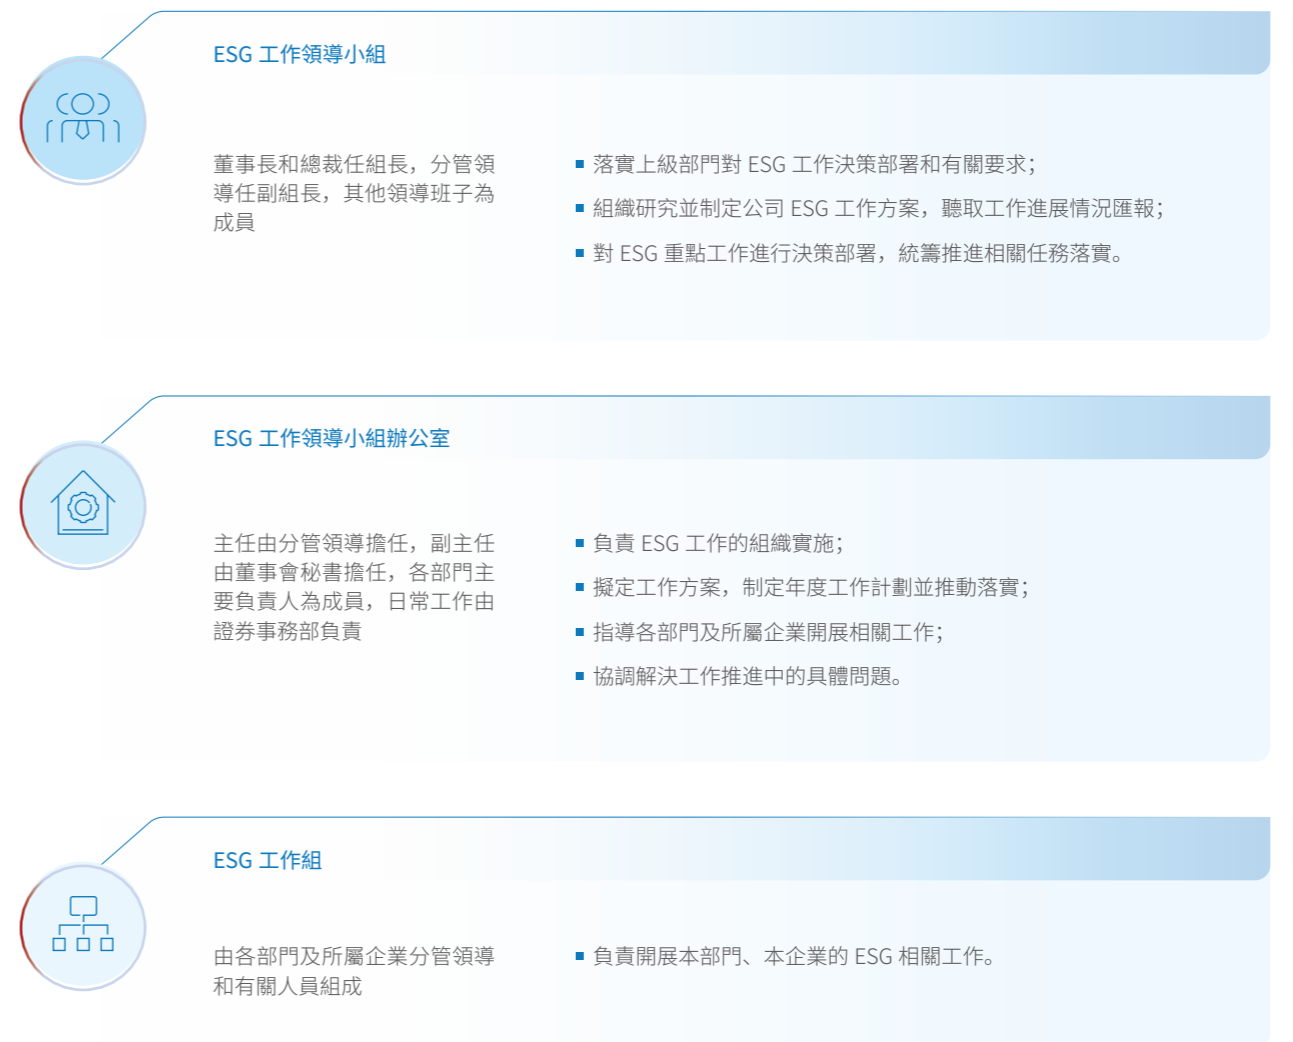 ESG 工作領導小組
董事長和總裁任組長，分管領
導任副組長，其他領導班子為
成員
落實上級部門對 ESG 工作決策部署和有關要求；
組織研究並制定公司 ESG 工作方案，聽取工作進展情況匯報；
對 ESG 重點工作進行決策部署，統籌推進相關任務落實。
ESG 工作領導小組辦公室
主任由分管領導擔任，副主任
由董事會秘書擔任，各部門主
要負責人為成員，日常工作由
證券事務部負責
負責 ESG 工作的組織實施；
擬定工作方案，制定年度工作計劃並推動落實；
指導各部門及所屬企業開展相關工作；
協調解決工作推進中的具體問題。
ESG 工作組
由各部門及所屬企業分管領導
和有關人員組成
負責開展本部門、本企業的 ESG 相關工作。